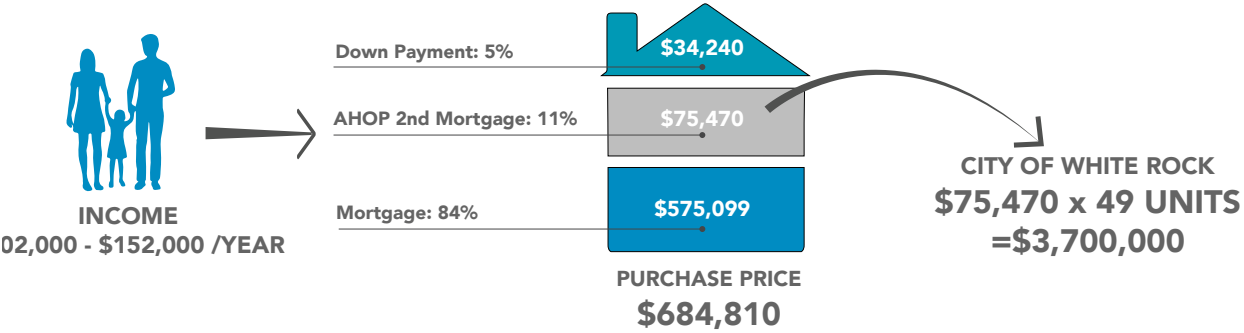 Down Payment: 5%
$34,240
AHOP 2nd Mortgage: 11%
$75,470
Mortgage: 84%
$575,099
INCOME
02,000 - $152,000 /YEAR
PURCHASE PRICE
$684,810
CITY OF WHITE ROCK
$75,470 x 49 UNITS
=$3,700,000